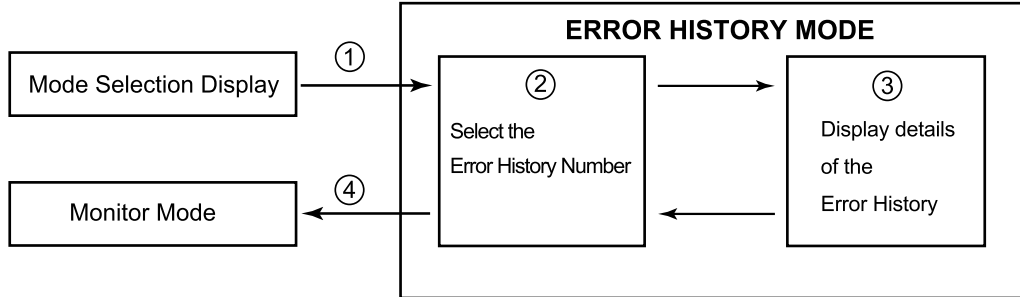 ERROR HISTORY MODE
①
Mode Selection Display
②
Select the
Error History Number
③
Display details
of the
Error History
④
Monitor Mode